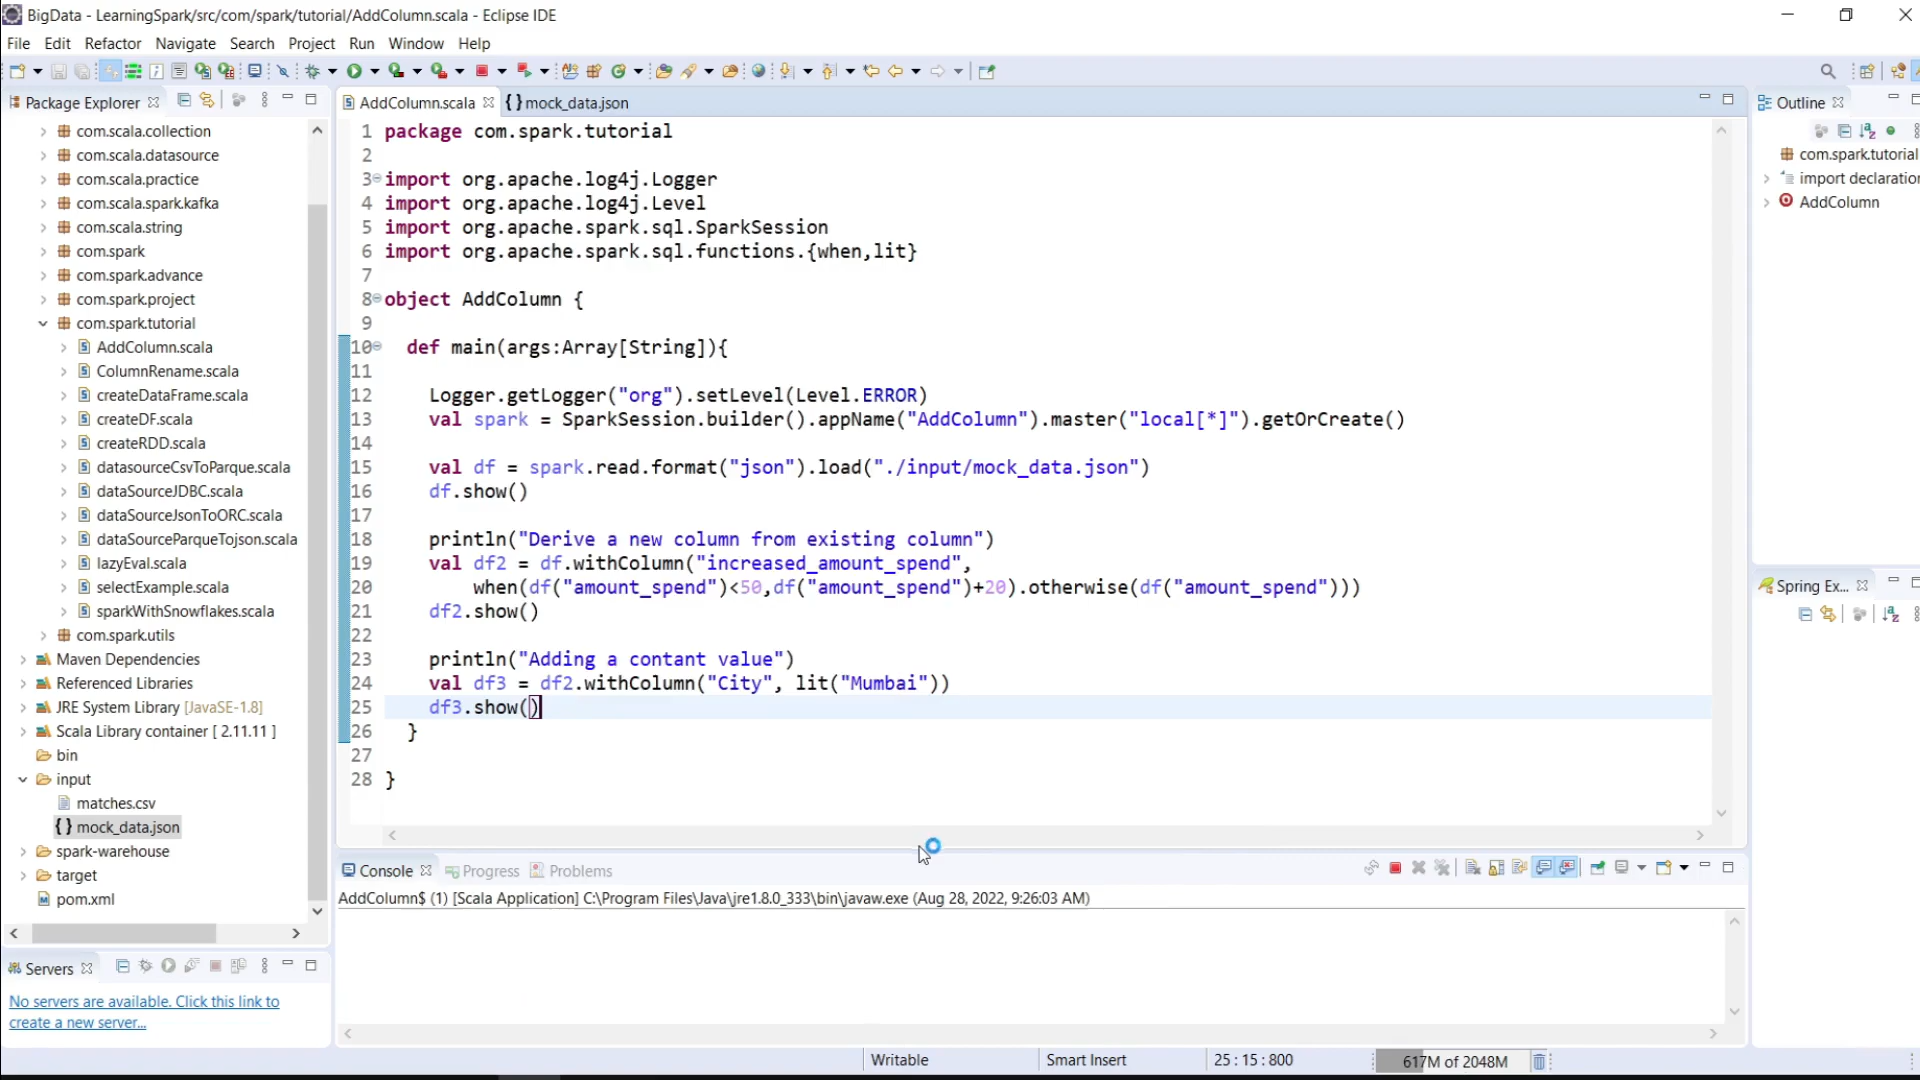 BigData - LearningSpark/src/com/spark/tutorial/AddColumn.scala - Eclipse IDE
File Edit Refactor Navigate Search Project Run Window Help
Package Explorer
com.scala.collection
com.scala.datasource
com.scala.practice
com.scala.spark.kafka
com.scala.string
com.spark
com.spark.advance
com.spark.project
com.spark.tutorial
AddColumn.scala
ColumnRename.scala
createDataFrame.scala
createDF.scala
createRDD.scala
datasourceCsvToParque.scala
dataSourceJDBC.scala
dataSourceJsonToORC.scala
dataSourceParqueTojson.scala
lazyEval.scala
selectExample.scala
sparkWithSnowflakes.scala
com.spark.utils
Maven Dependencies
Referenced Libraries
JRE System Library [JavaSE-1.8]
Scala Library container [ 2.11.11 ]
bin
input
matches.csv
{} mock_data.json
spark-warehouse
target
pom.xml
Servers
No servers are available. Click this link to
create a new server...
AddColumn.scala {} mock_data.json
1 package com.spark.tutorial
2
3 import org.apache.log4j.Logger
4 import org.apache.log4j.Level
5 import org.apache.spark.sql.SparkSession
6 import org.apache.spark.sql.functions.{when,lit}
7
8 object AddColumn {
9
10 def main(args:Array[String]){
11
12 Logger.getLogger("org").setLevel(Level.ERROR)
13 val spark = SparkSession.builder().appName("AddColumn").master("local[*]").getOrCreate()
14
15 val df = spark.read.format("json").load("./input/mock_data.json")
16 df.show()
17
18 println("Derive a new column from existing column")
19 val df2 = df.withColumn("increased_amount_spend",
20 when(df("amount_spend")<50,df("amount_spend")+20).otherwise(df("amount_spend")))
21 df2.show()
22
23 println("Adding a contant value")
24 val df3 = df2.withColumn("City", lit("Mumbai"))
25 df3.show()
26 }
27
28 }
Console Progress Problems
AddColumn$ (1) [Scala Application] C:\Program Files\Java\jre1.8.0_333\bin\javaw.exe (Aug 28, 2022, 9:26:03 AM)
Outline
com.spark.tutorial
import declaration
AddColumn
Spring Ex...
Writable Smart Insert 25 : 15 : 800 617M of 2048M